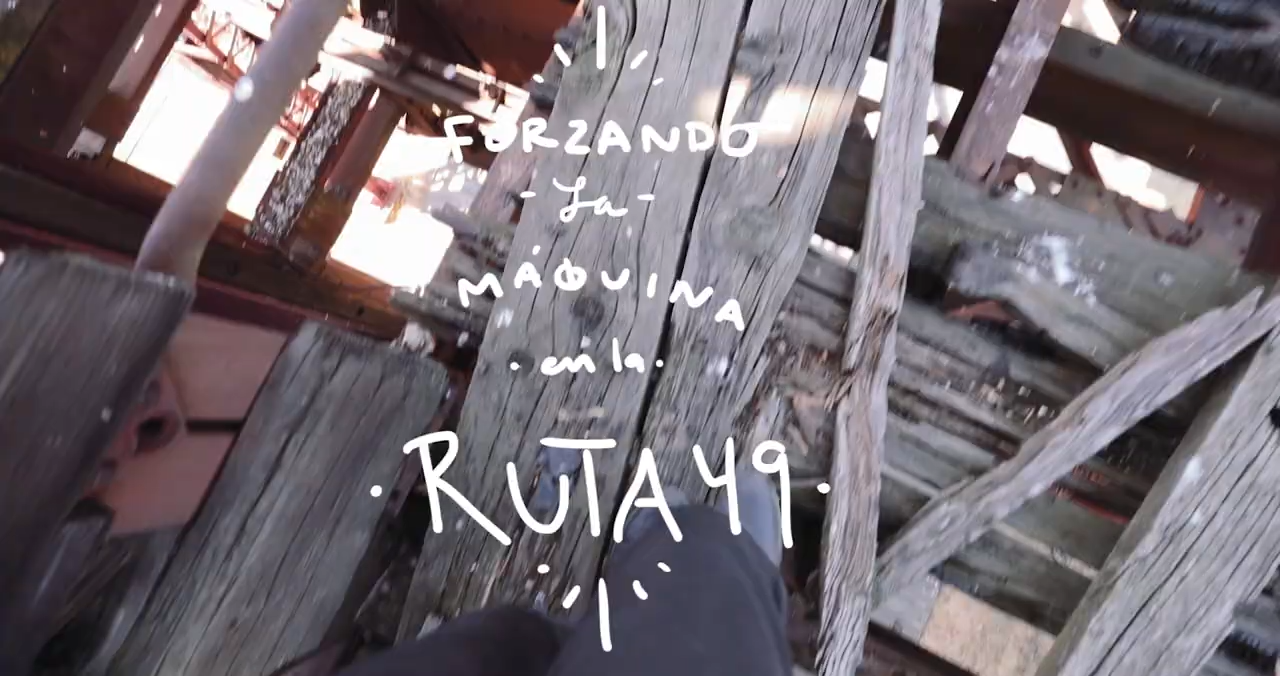 FORZANDO
- La -
MÁQUINA
· en la ·
· RUTA 49 ·